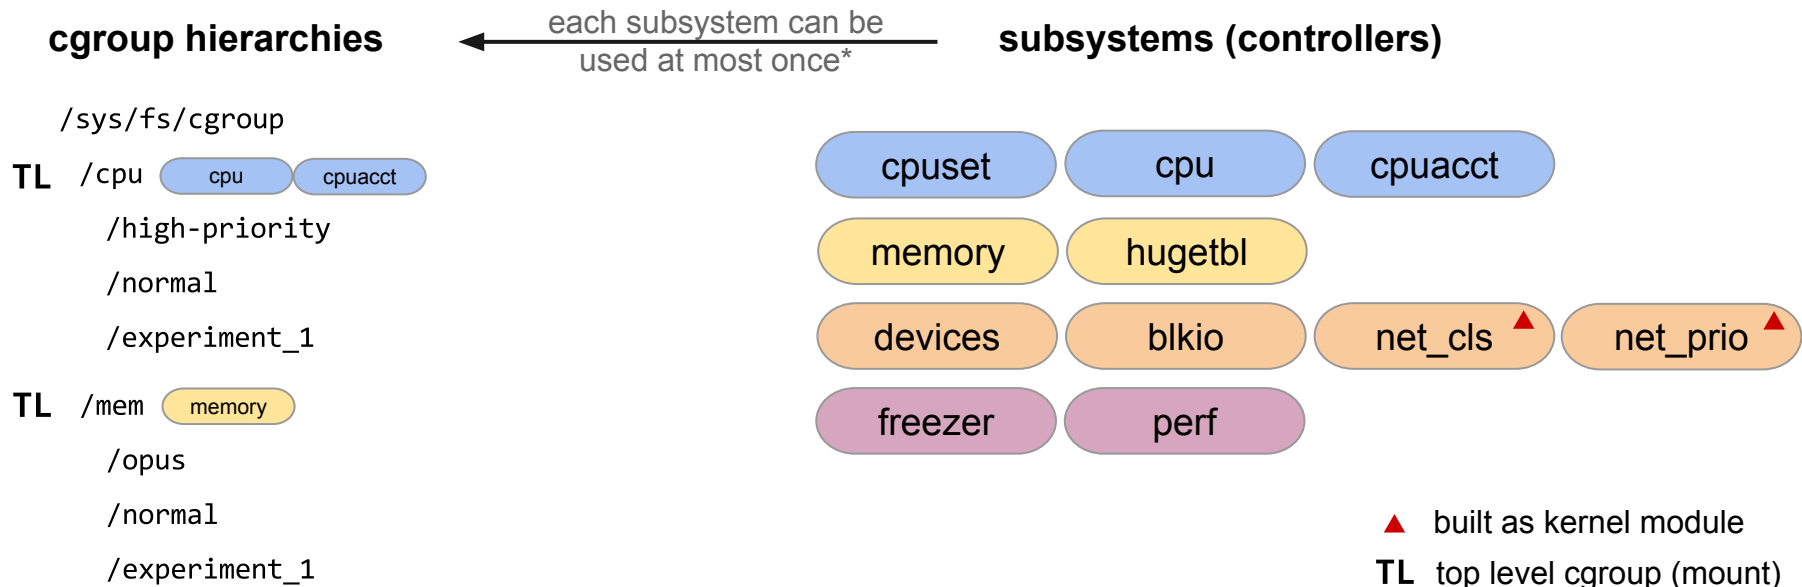 cgroup hierarchies
each subsystem can be
used at most once*
subsystems (controllers)
/sys/fs/cgroup
TL /cpu cpu cpuacct
/high-priority
/normal
/experiment_1
TL /mem memory
/opus
/normal
/experiment_1
cpuset cpu cpuacct
memory hugetbl
devices blkio net_cls net_prio
freezer perf
built as kernel module
TL top level cgroup (mount)